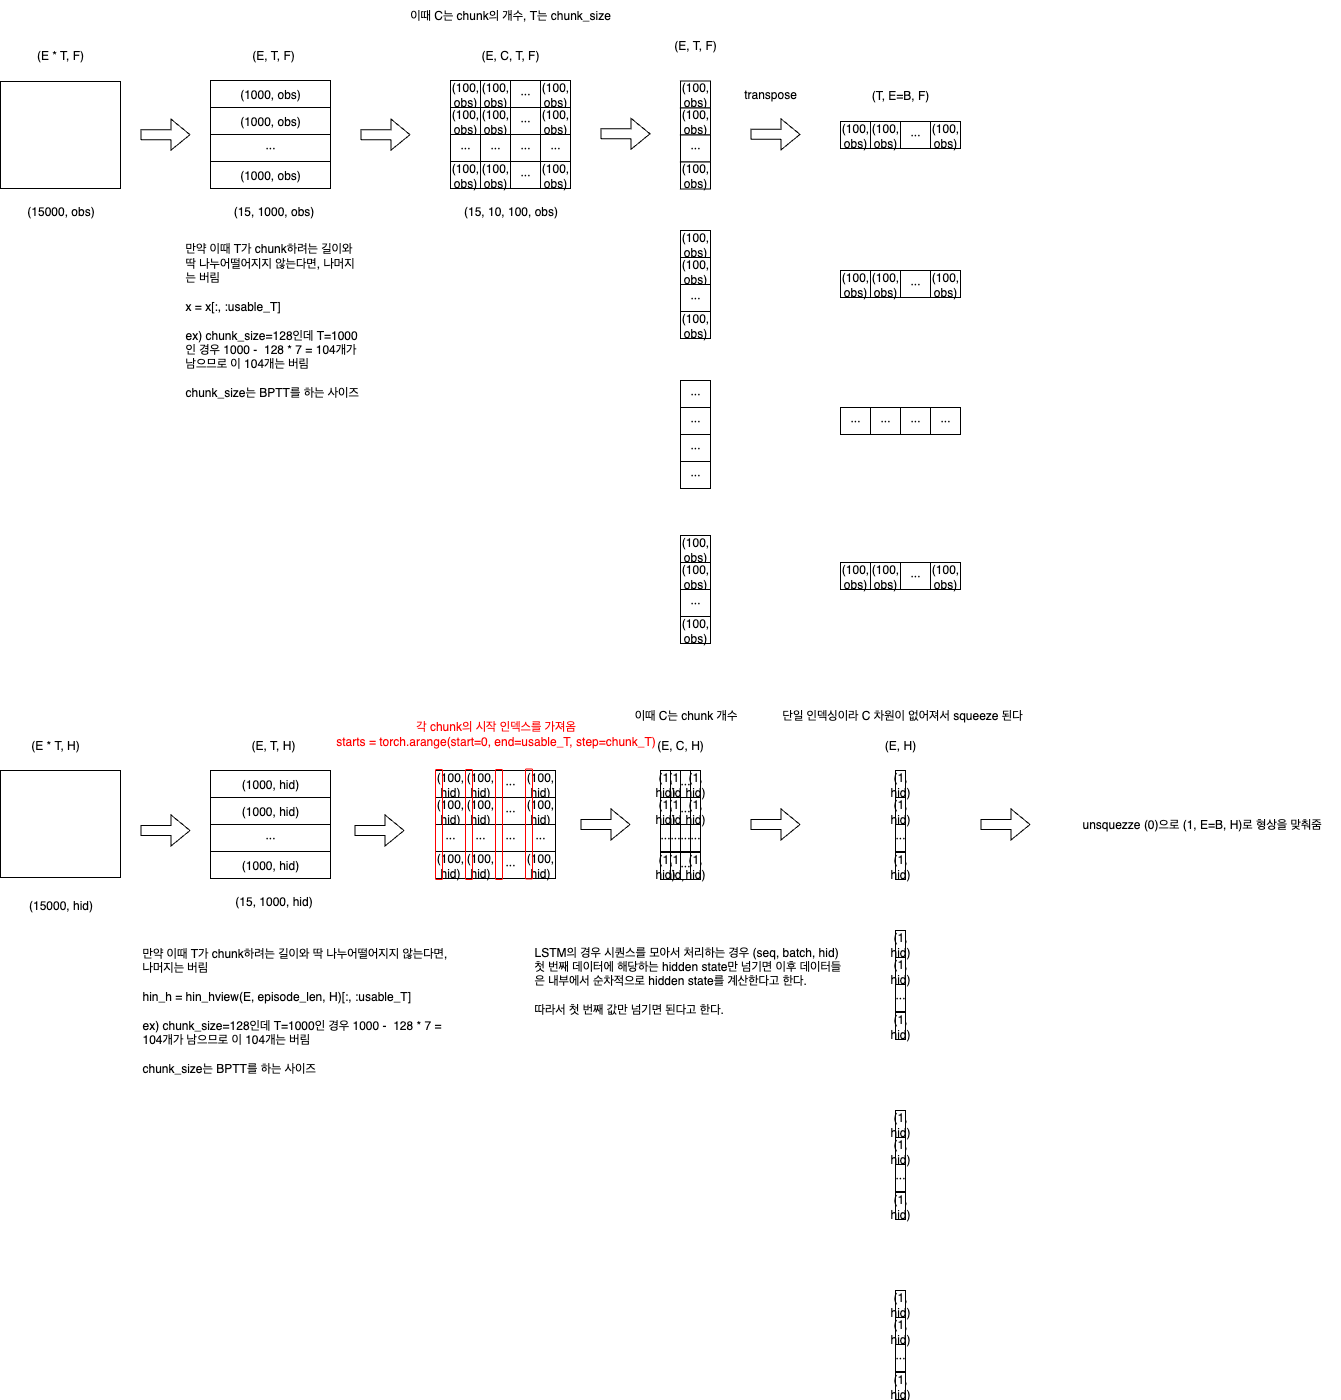 이때 C는 chunk의 개수, T는 chunk_size
(E * T, F)
(E, T, F)
(E, C, T, F)
(E, T, F)
transpose
(T, E=B, F)
(1000, obs)
(1000, obs)
...
(1000, obs)
(100, obs) (100, obs) ... (100, obs)
(100, obs) (100, obs) ... (100, obs)
... ... ... ...
(100, obs) (100, obs) ... (100, obs)
(100, obs)
(100, obs)
...
(100, obs)
(100, obs) (100, obs) ... (100, obs)
(15000, obs)
(15, 1000, obs)
(15, 10, 100, obs)
만약 이때 T가 chunk하려는 길이와
딱 나누어떨어지지 않는다면, 나머지
는 버림
x = x[:, :usable_T]
ex) chunk_size=128인데 T=1000
인 경우 1000 - 128 * 7 = 104개가
남으므로 이 104개는 버림
chunk_size는 BPTT를 하는 사이즈
(100, obs)
(100, obs)
...
(100, obs)
(100, obs) (100, obs) ... (100, obs)
...
...
...
...
... ... ... ...
(100, obs)
(100, obs)
...
(100, obs)
(100, obs) (100, obs) ... (100, obs)
각 chunk의 시작 인덱스를 가져옴
starts = torch.arange(start=0, end=usable_T, step=chunk_T)
이때 C는 chunk 개수
단일 인덱싱이라 C 차원이 없어져서 squeeze 된다
(E * T, H)
(E, T, H)
(E, C, H)
(E, H)
(1000, hid)
(1000, hid)
...
(1000, hid)
(100, hid) (100, hid) ... (100, hid)
(100, hid) (100, hid) ... (100, hid)
... ... ... ...
(100, hid) (100, hid) ... (100, hid)
(1, hid)
(1, hid)
...
(1, hid)
unsquezze (0)으로 (1, E=B, H)로 형상을 맞춰줌
(15000, hid)
(15, 1000, hid)
만약 이때 T가 chunk하려는 길이와 딱 나누어떨어지지 않는다면,
나머지는 버림
hin_h = hin_hview(E, episode_len, H)[:, :usable_T]
ex) chunk_size=128인데 T=1000인 경우 1000 - 128 * 7 =
104개가 남으므로 이 104개는 버림
chunk_size는 BPTT를 하는 사이즈
LSTM의 경우 시퀀스를 모아서 처리하는 경우 (seq, batch, hid)
첫 번째 데이터에 해당하는 hidden state만 넘기면 이후 데이터들
은 내부에서 순차적으로 hidden state를 계산한다고 한다.
따라서 첫 번째 값만 넘기면 된다고 한다.
(1, hid)
(1, hid)
...
(1, hid)
(1, hid)
(1, hid)
...
(1, hid)
(1, hid)
(1, hid)
...
(1, hid)